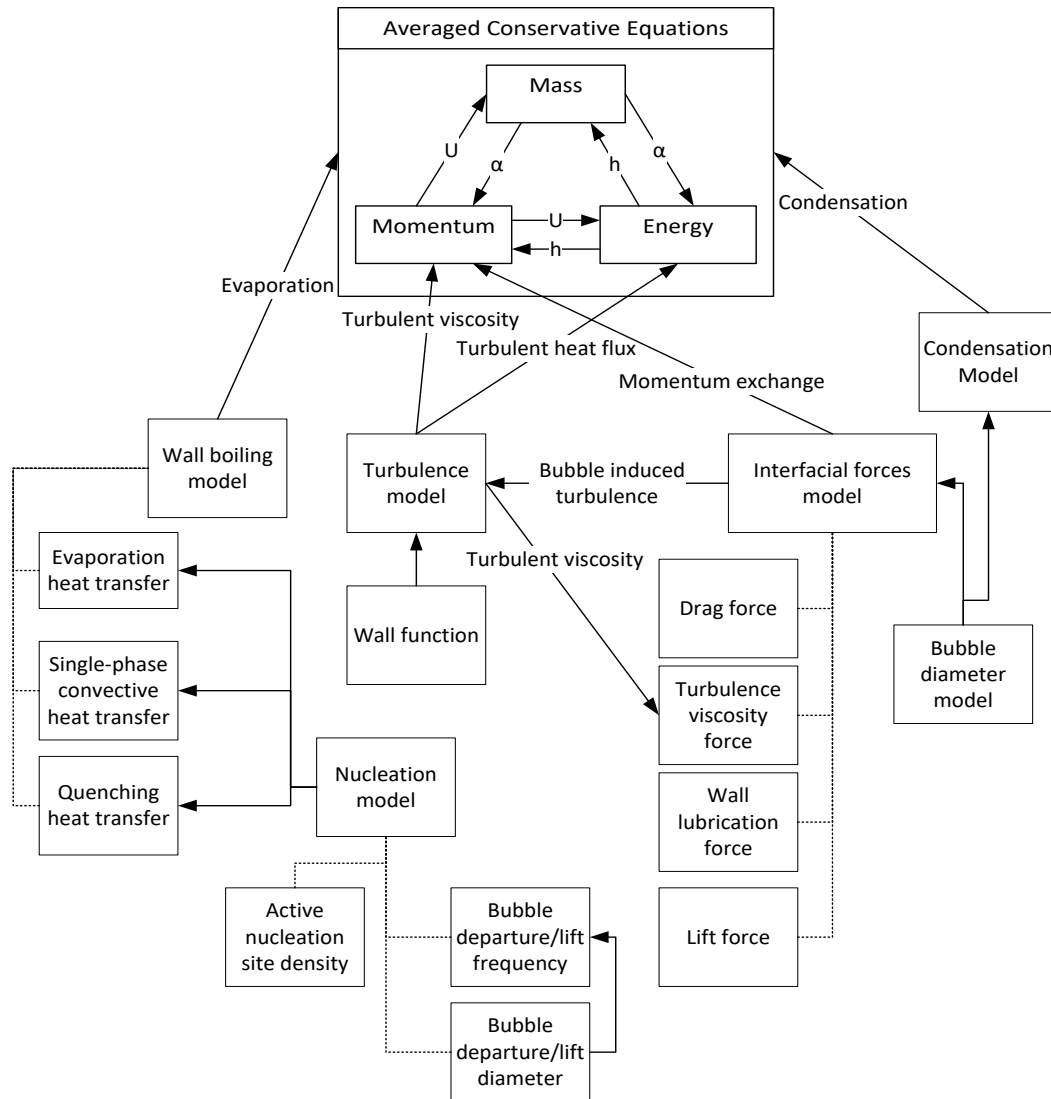 Averaged Conservative Equations
Mass
U
α
h
α
Momentum
U
h
Energy
Condensation
Evaporation
Turbulent viscosity
Turbulent heat flux
Momentum exchange
Condensation
Model
Wall boiling
model
Turbulence
model
Bubble induced
turbulence
Interfacial forces
model
Evaporation
heat transfer
Turbulent viscosity
Wall function
Drag force
Bubble
diameter model
Single-phase
convective
heat transfer
Turbulence
viscosity
force
Quenching
heat transfer
Nucleation
model
Wall
lubrication
force
Active
nucleation
site density
Bubble
departure/lift
frequency
Lift force
Bubble
departure/lift
diameter